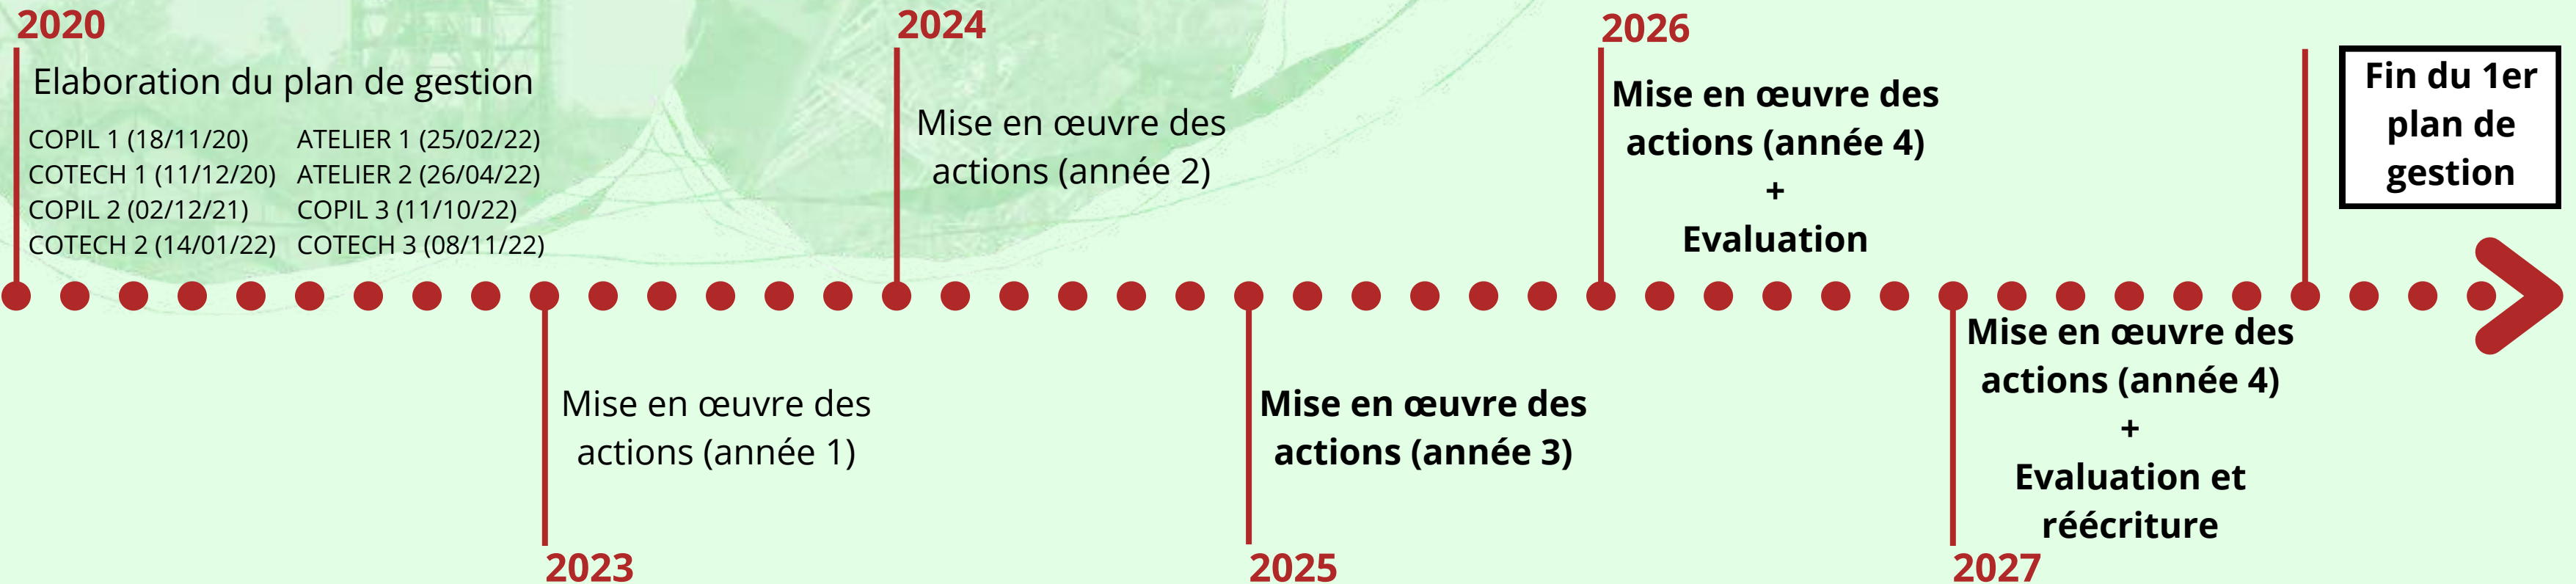 2020
Elaboration du plan de gestion
COPIL 1 (18/11/20)
COTECH 1 (11/12/20)
COPIL 2 (02/12/21)
COTECH 2 (14/01/22)
ATELIER 1 (25/02/22)
ATELIER 2 (26/04/22)
COPIL 3 (11/10/22)
COTECH 3 (08/11/22)
Mise en œuvre des
actions (année 1)
2023
2024
Mise en œuvre des
actions (année 2)
Mise en œuvre des
actions (année 3)
2025
2026
Mise en œuvre des
actions (année 4)
+
Evaluation
Mise en œuvre des
actions (année 4)
+
Evaluation et
réécriture
2027
Fin du 1er
plan de
gestion